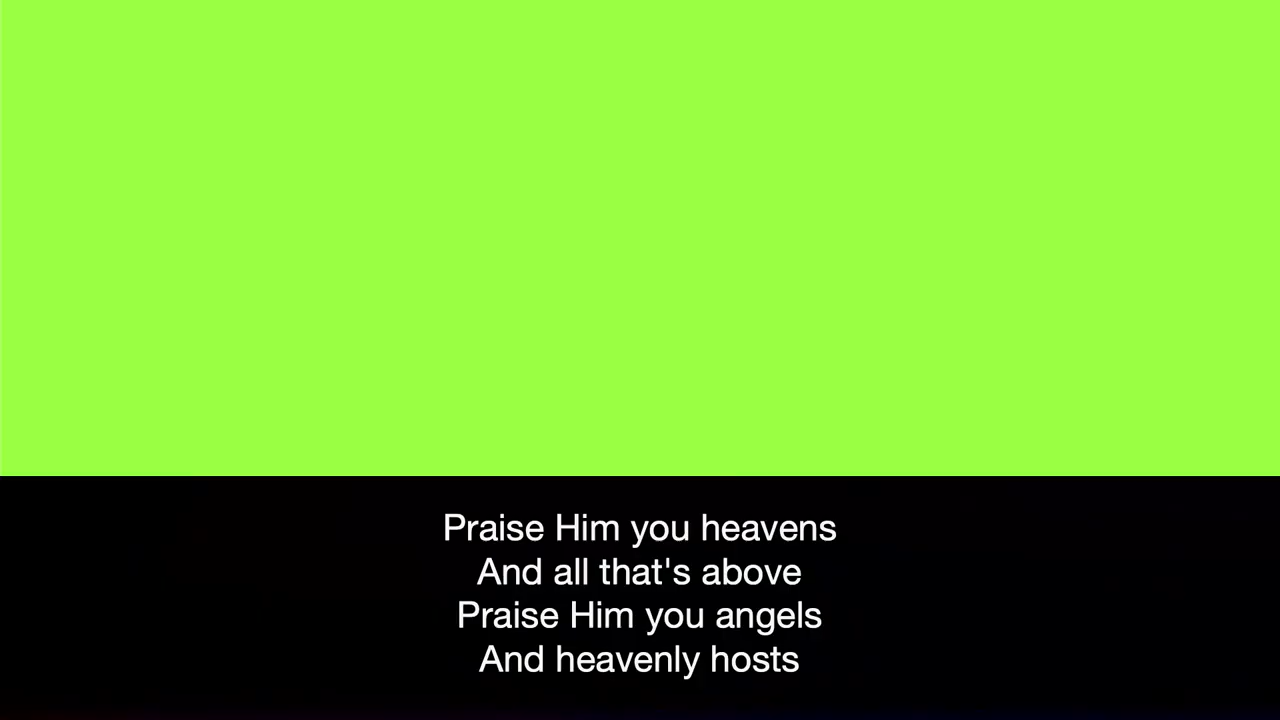 Praise Him you heavens
And all that's above
Praise Him you angels
And heavenly hosts